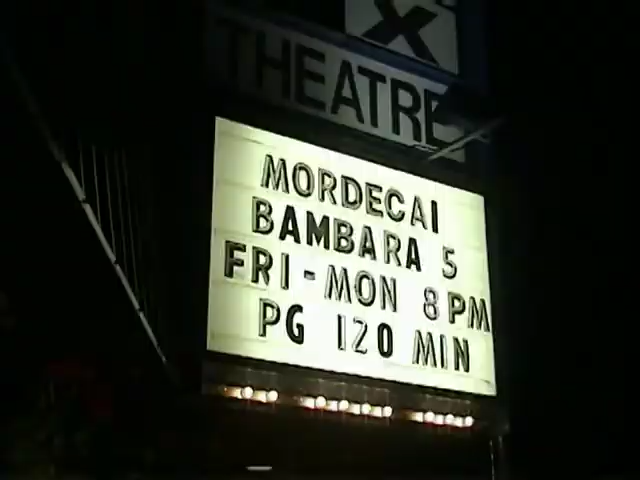 X
THEATRE
MORDECAI
BAMBARA 5
FRI-MON 8PM
PG 120 MIN